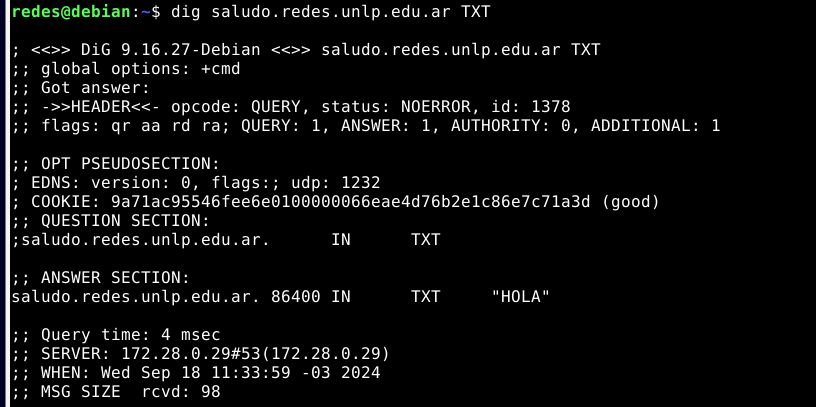 redes@debian:~$ dig saludo.redes.unlp.edu.ar TXT
; <<>> DiG 9.16.27-Debian <<>> saludo.redes.unlp.edu.ar TXT
;; global options: +cmd
;; Got answer:
;; ->>HEADER<<- opcode: QUERY, status: NOERROR, id: 1378
;; flags: qr aa rd ra; QUERY: 1, ANSWER: 1, AUTHORITY: 0, ADDITIONAL: 1
;; OPT PSEUDOSECTION:
; EDNS: version: 0, flags:; udp: 1232
; COOKIE: 9a71ac95546fee6e0100000066eae4d76b2e1c86e7c71a3d (good)
;; QUESTION SECTION:
;saludo.redes.unlp.edu.ar. IN TXT
;; ANSWER SECTION:
saludo.redes.unlp.edu.ar. 86400 IN TXT "HOLA"
;; Query time: 4 msec
;; SERVER: 172.28.0.29#53(172.28.0.29)
;; WHEN: Wed Sep 18 11:33:59 -03 2024
;; MSG SIZE rcvd: 98